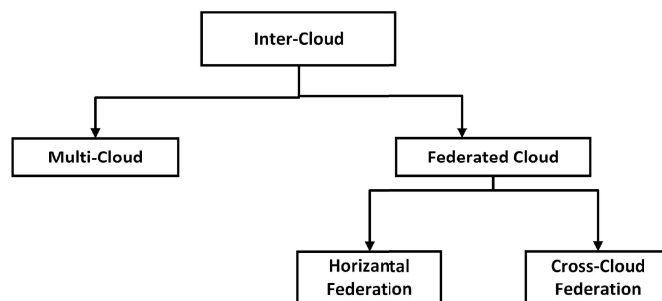 Inter-Cloud
Multi-Cloud
Federated Cloud
Horizantal
Federation
Cross-Cloud
Federation